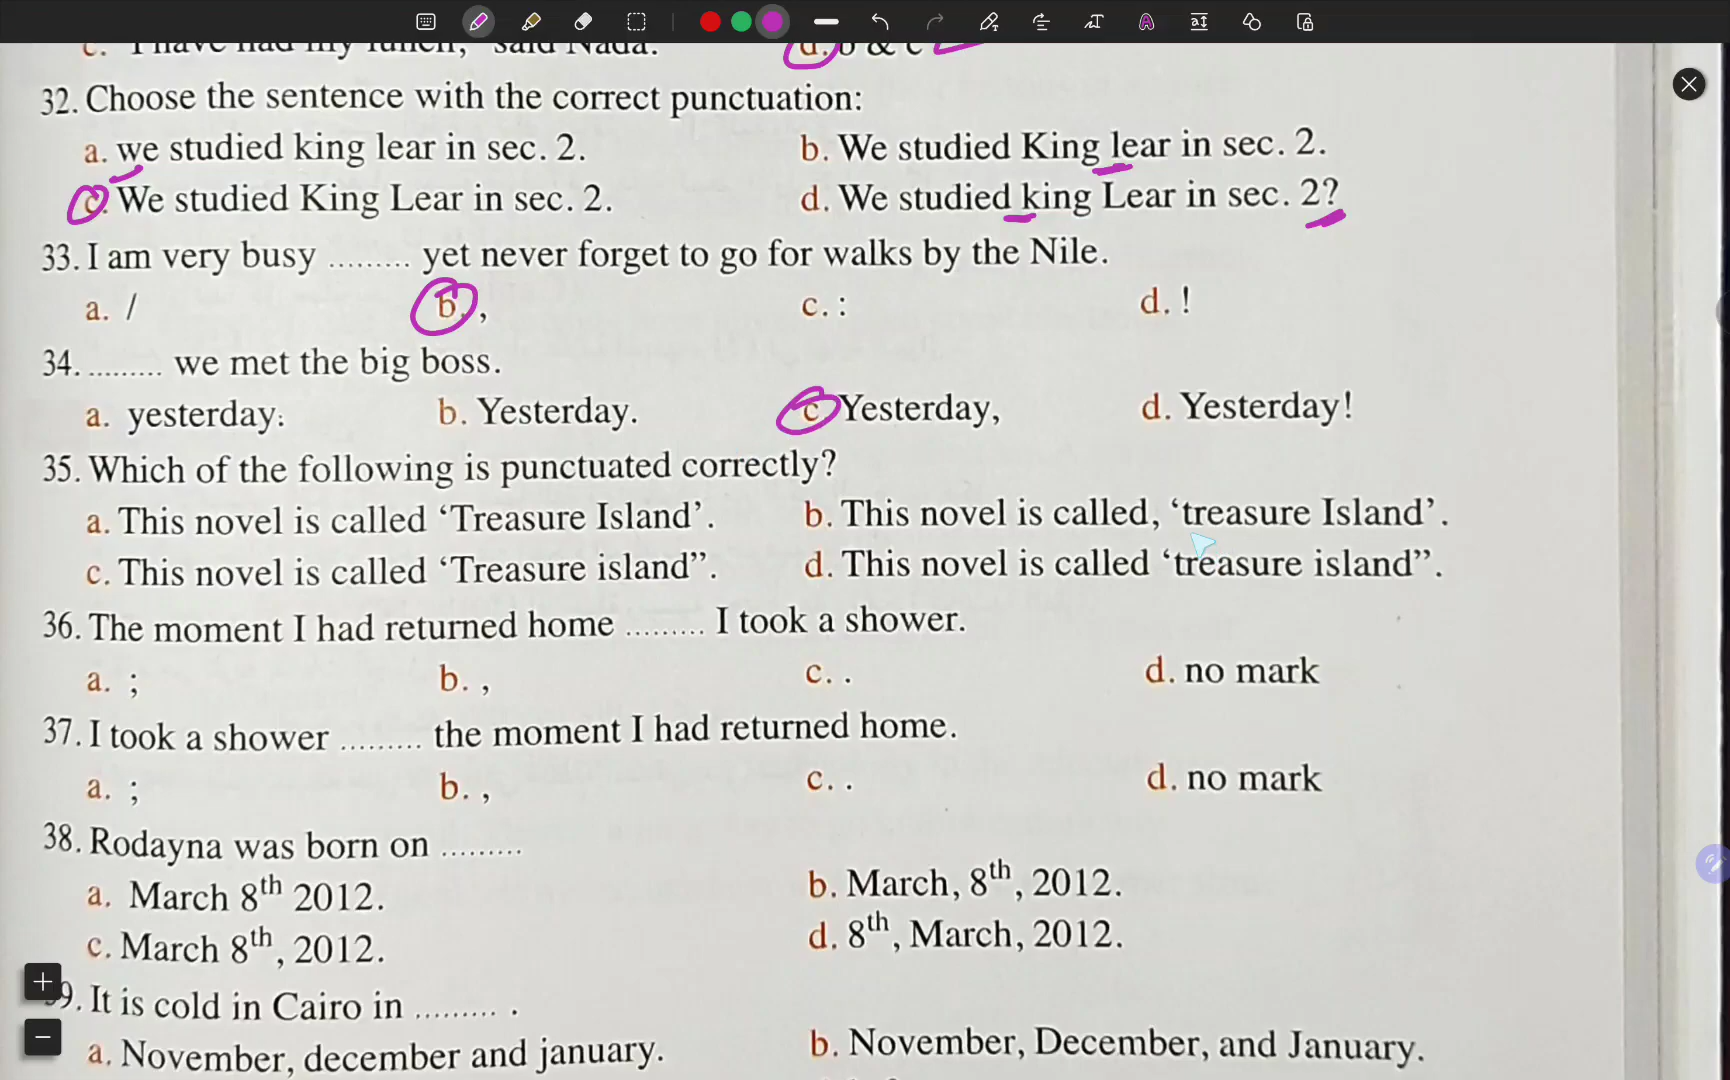 c. "I have had my lunch," said Nada.
d. b & c
32. Choose the sentence with the correct punctuation:
a. we studied king lear in sec. 2.
b. We studied King lear in sec. 2.
c. We studied King Lear in sec. 2.
d. We studied king Lear in sec. 2?
33. I am very busy ......... yet never forget to go for walks by the Nile.
a. /
b. ,
c. :
d. !
34. ......... we met the big boss.
a. yesterday:
b. Yesterday.
c. Yesterday,
d. Yesterday!
35. Which of the following is punctuated correctly?
a. This novel is called ‘Treasure Island’.
b. This novel is called, ‘treasure Island’.
c. This novel is called ‘Treasure island”.
d. This novel is called ‘treasure island”.
36. The moment I had returned home ......... I took a shower.
a. ;
b. ,
c. .
d. no mark
37. I took a shower ......... the moment I had returned home.
a. ;
b. ,
c. .
d. no mark
38. Rodayna was born on .........
a. March 8th 2012.
b. March, 8th, 2012.
c. March 8th, 2012.
d. 8th, March, 2012.
9. It is cold in Cairo in ......... .
a. November, december and january.
b. November, December, and January.